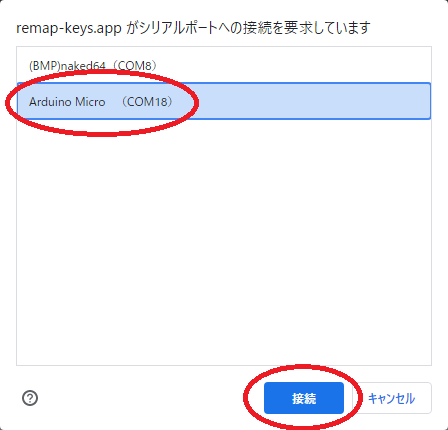 remap-keys.app がシリアルポートへの接続を要求しています
(BMP)naked64（COM8）
Arduino Micro　（COM18）
接続
キャンセル